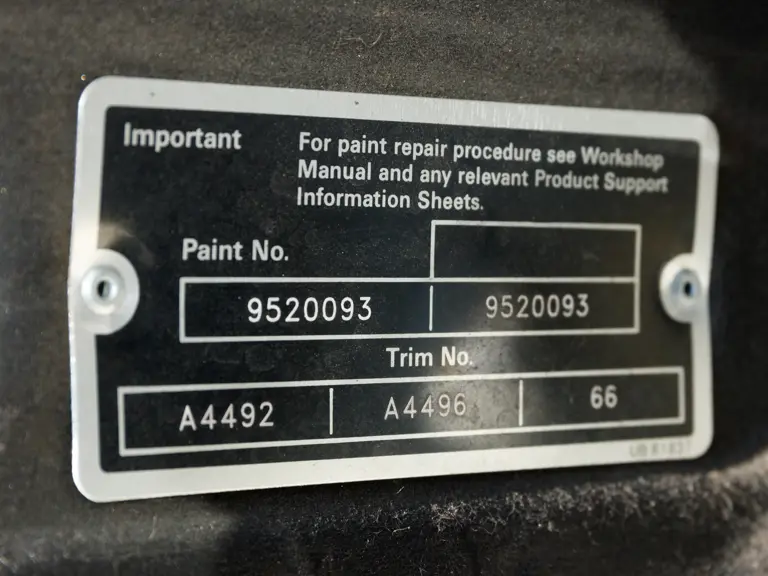 Important
For paint repair procedure see Workshop
Manual and any relevant Product Support
Information Sheets.
Paint No.
9520093 9520093
Trim No.
A4492 A4496 66